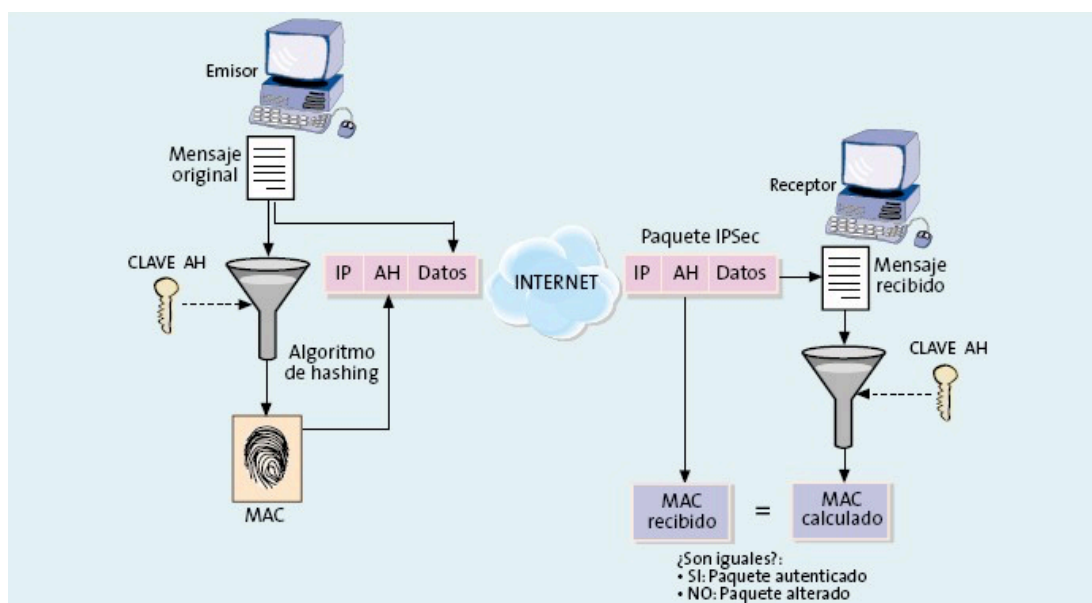 Emisor
Mensaje
original
CLAVE AH
IP AH Datos
Algoritmo
de hashing
MAC
INTERNET
Paquete IPSec
IP AH Datos
Receptor
Mensaje
recibido
CLAVE AH
MAC
recibido
=
MAC
calculado
¿Son iguales?:
• SI: Paquete autenticado
• NO: Paquete alterado